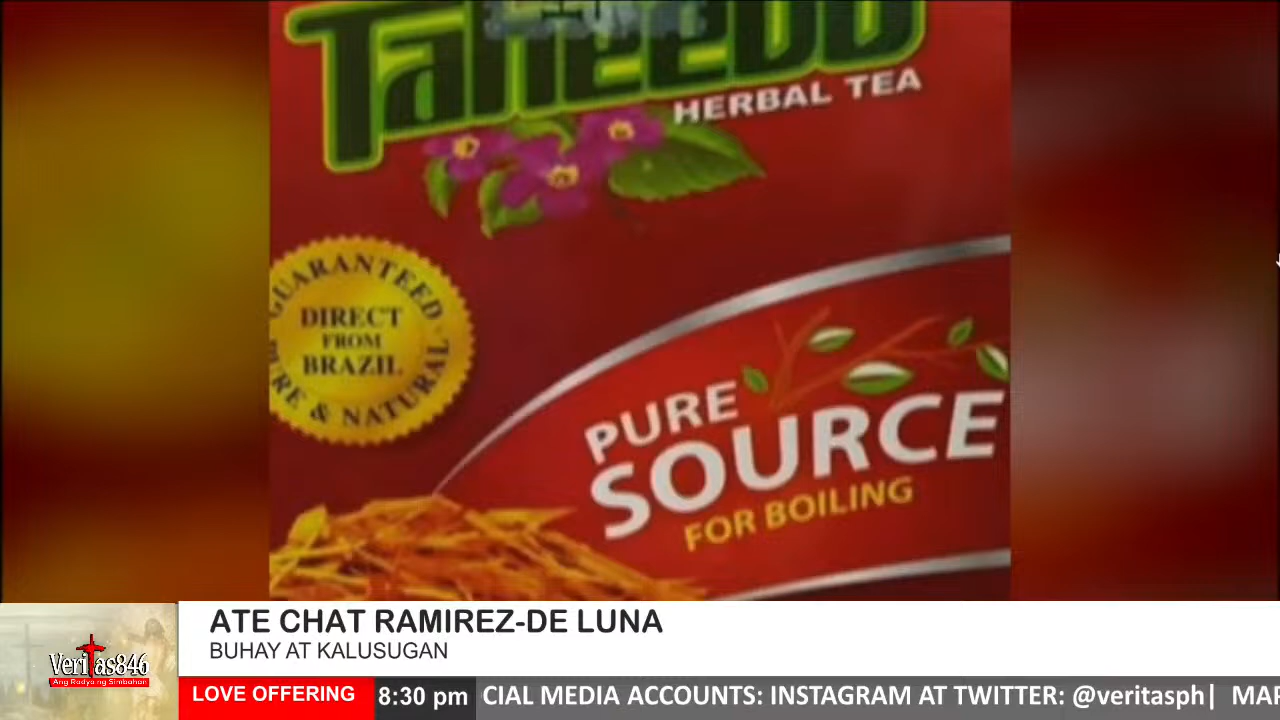 Taheebo
HERBAL TEA
GUARANTEED
DIRECT
FROM
BRAZIL
PURE & NATURAL
PURE
SOURCE
FOR BOILING
ATE CHAT RAMIREZ-DE LUNA
BUHAY AT KALUSUGAN
Veritas846
Ang Radyo ng Simbahan
LOVE OFFERING
8:30 pm
CIAL MEDIA ACCOUNTS: INSTAGRAM AT TWITTER: @veritasph| MAR